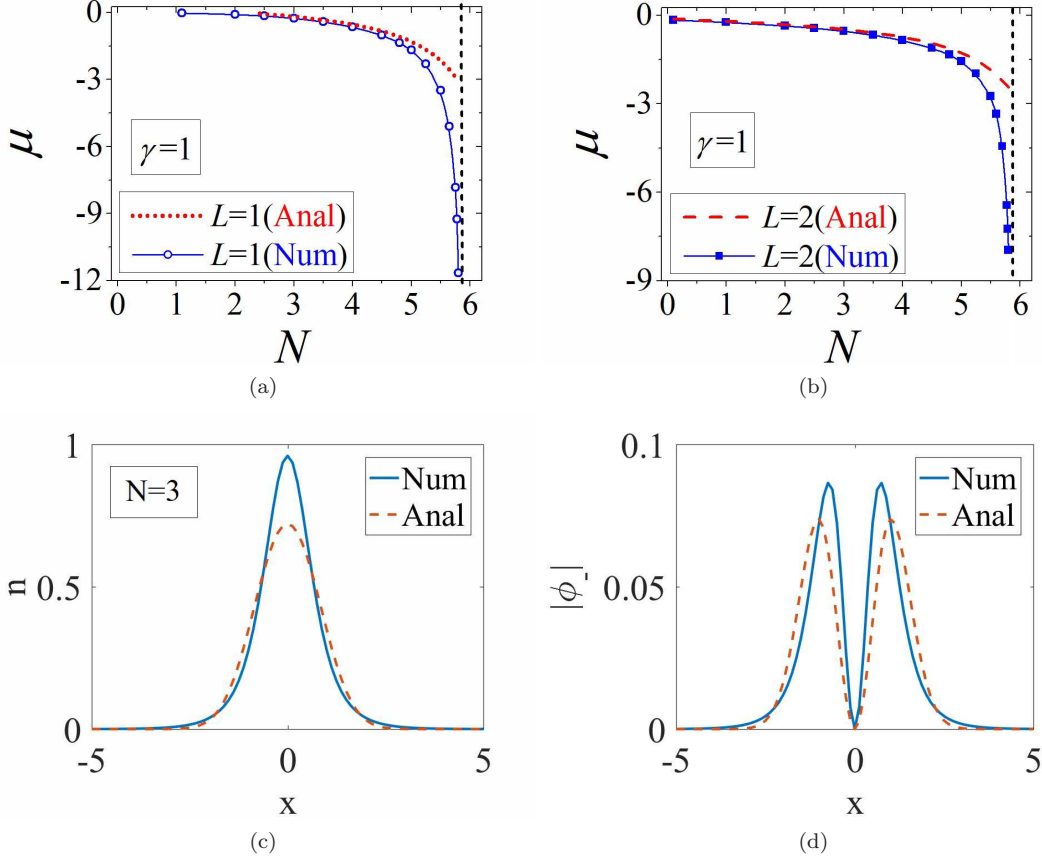 0
-3
-6
-9
-12
μ
γ=1
L=1(Anal)
L=1(Num)
0 1 2 3 4 5 6
N
(a)
0
-3
-6
-9
μ
γ=1
L=2(Anal)
L=2(Num)
0 1 2 3 4 5 6
N
(b)
1
0.5
0
n
N=3
Num
Anal
-5 0 5
x
(c)
0.1
0.05
0
|ϕ_-|
Num
Anal
-5 0 5
x
(d)